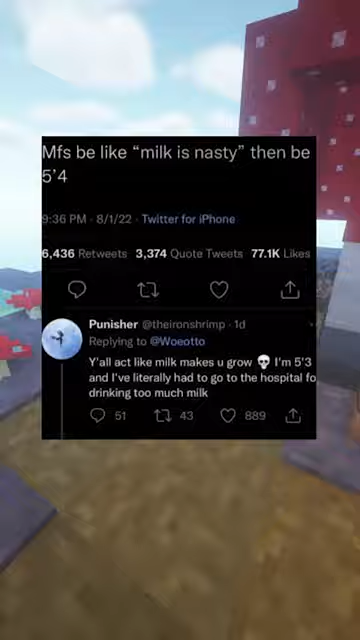 Mfs be like “milk is nasty” then be
5’4
9:36 PM · 8/1/22 · Twitter for iPhone
6,436 Retweets 3,374 Quote Tweets 77.1K Likes
Punisher @theironshrimp · 1d
Replying to @Woeotto
Y'all act like milk makes u grow 💀 I'm 5'3
and I've literally had to go to the hospital fo
drinking too much milk
51 43 889